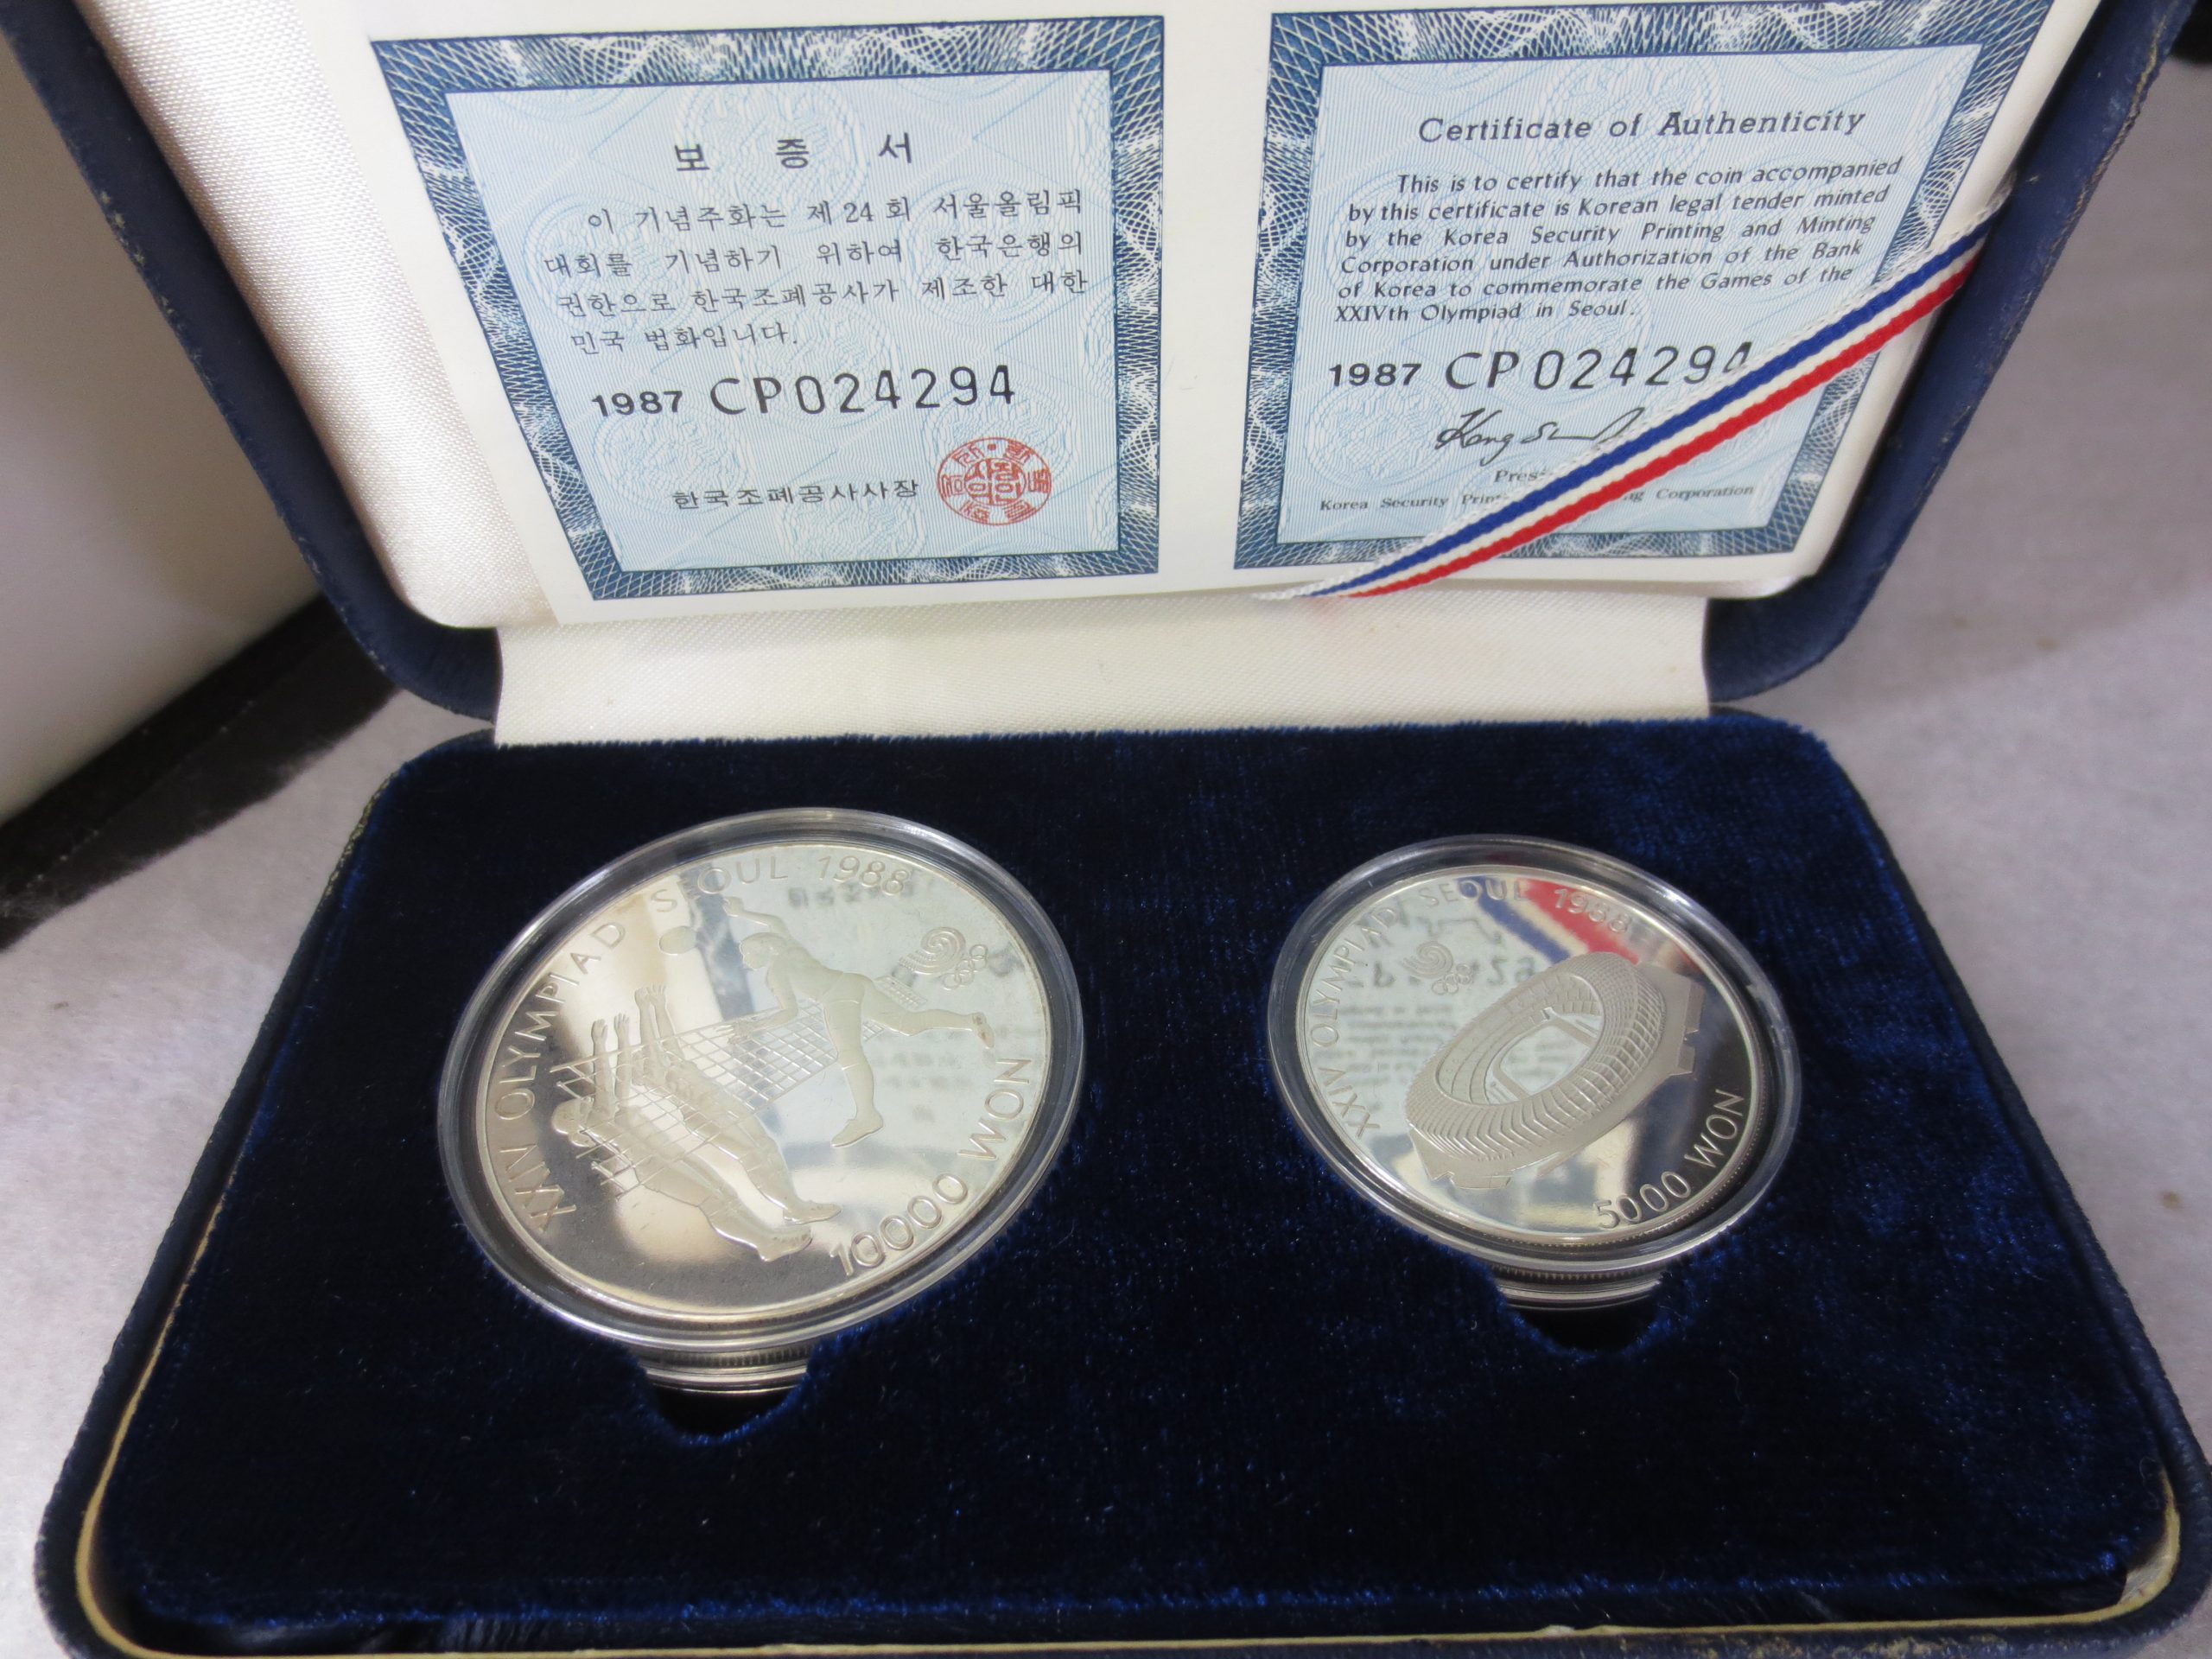 보 증 서
이 기념주화는 제 24 회 서울올림픽
대회를 기념하기 위하여 한국은행의
권한으로 한국조폐공사가 제조한 대한
민국 법화입니다.
1987 CP024294
한국조폐공사사장
Certificate of Authenticity
This is to certify that the coin accompanied
by this certificate is Korean legal tender minted
by the Korea Security Printing and Minting
Corporation under Authorization of the Bank
of Korea to commemorate the Games of the
XXIVth Olympiad in Seoul.
1987 CP024294
Korea Security Corporation
XXIV OLYMPIAD SEOUL 1988
10000 WON
XXIV OLYMPIAD SEOUL 1988
5000 WON